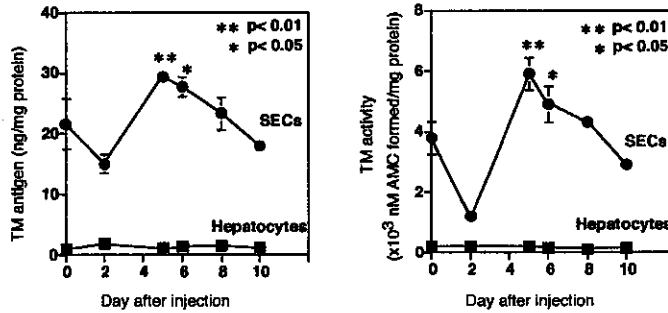 ** p< 0.01
* p< 0.05
40
30
20
10
0
TM antigen (ng/mg protein)
**
*
SECs
Hepatocytes
0 2 4 5 6 8 10
Day after injection
** p< 0.01
* p< 0.05
8
6
4
2
0
TM activity
(x10³ nM AMC formed/mg protein)
**
*
SECs
Hepatocytes
0 2 4 5 6 8 10
Day after injection